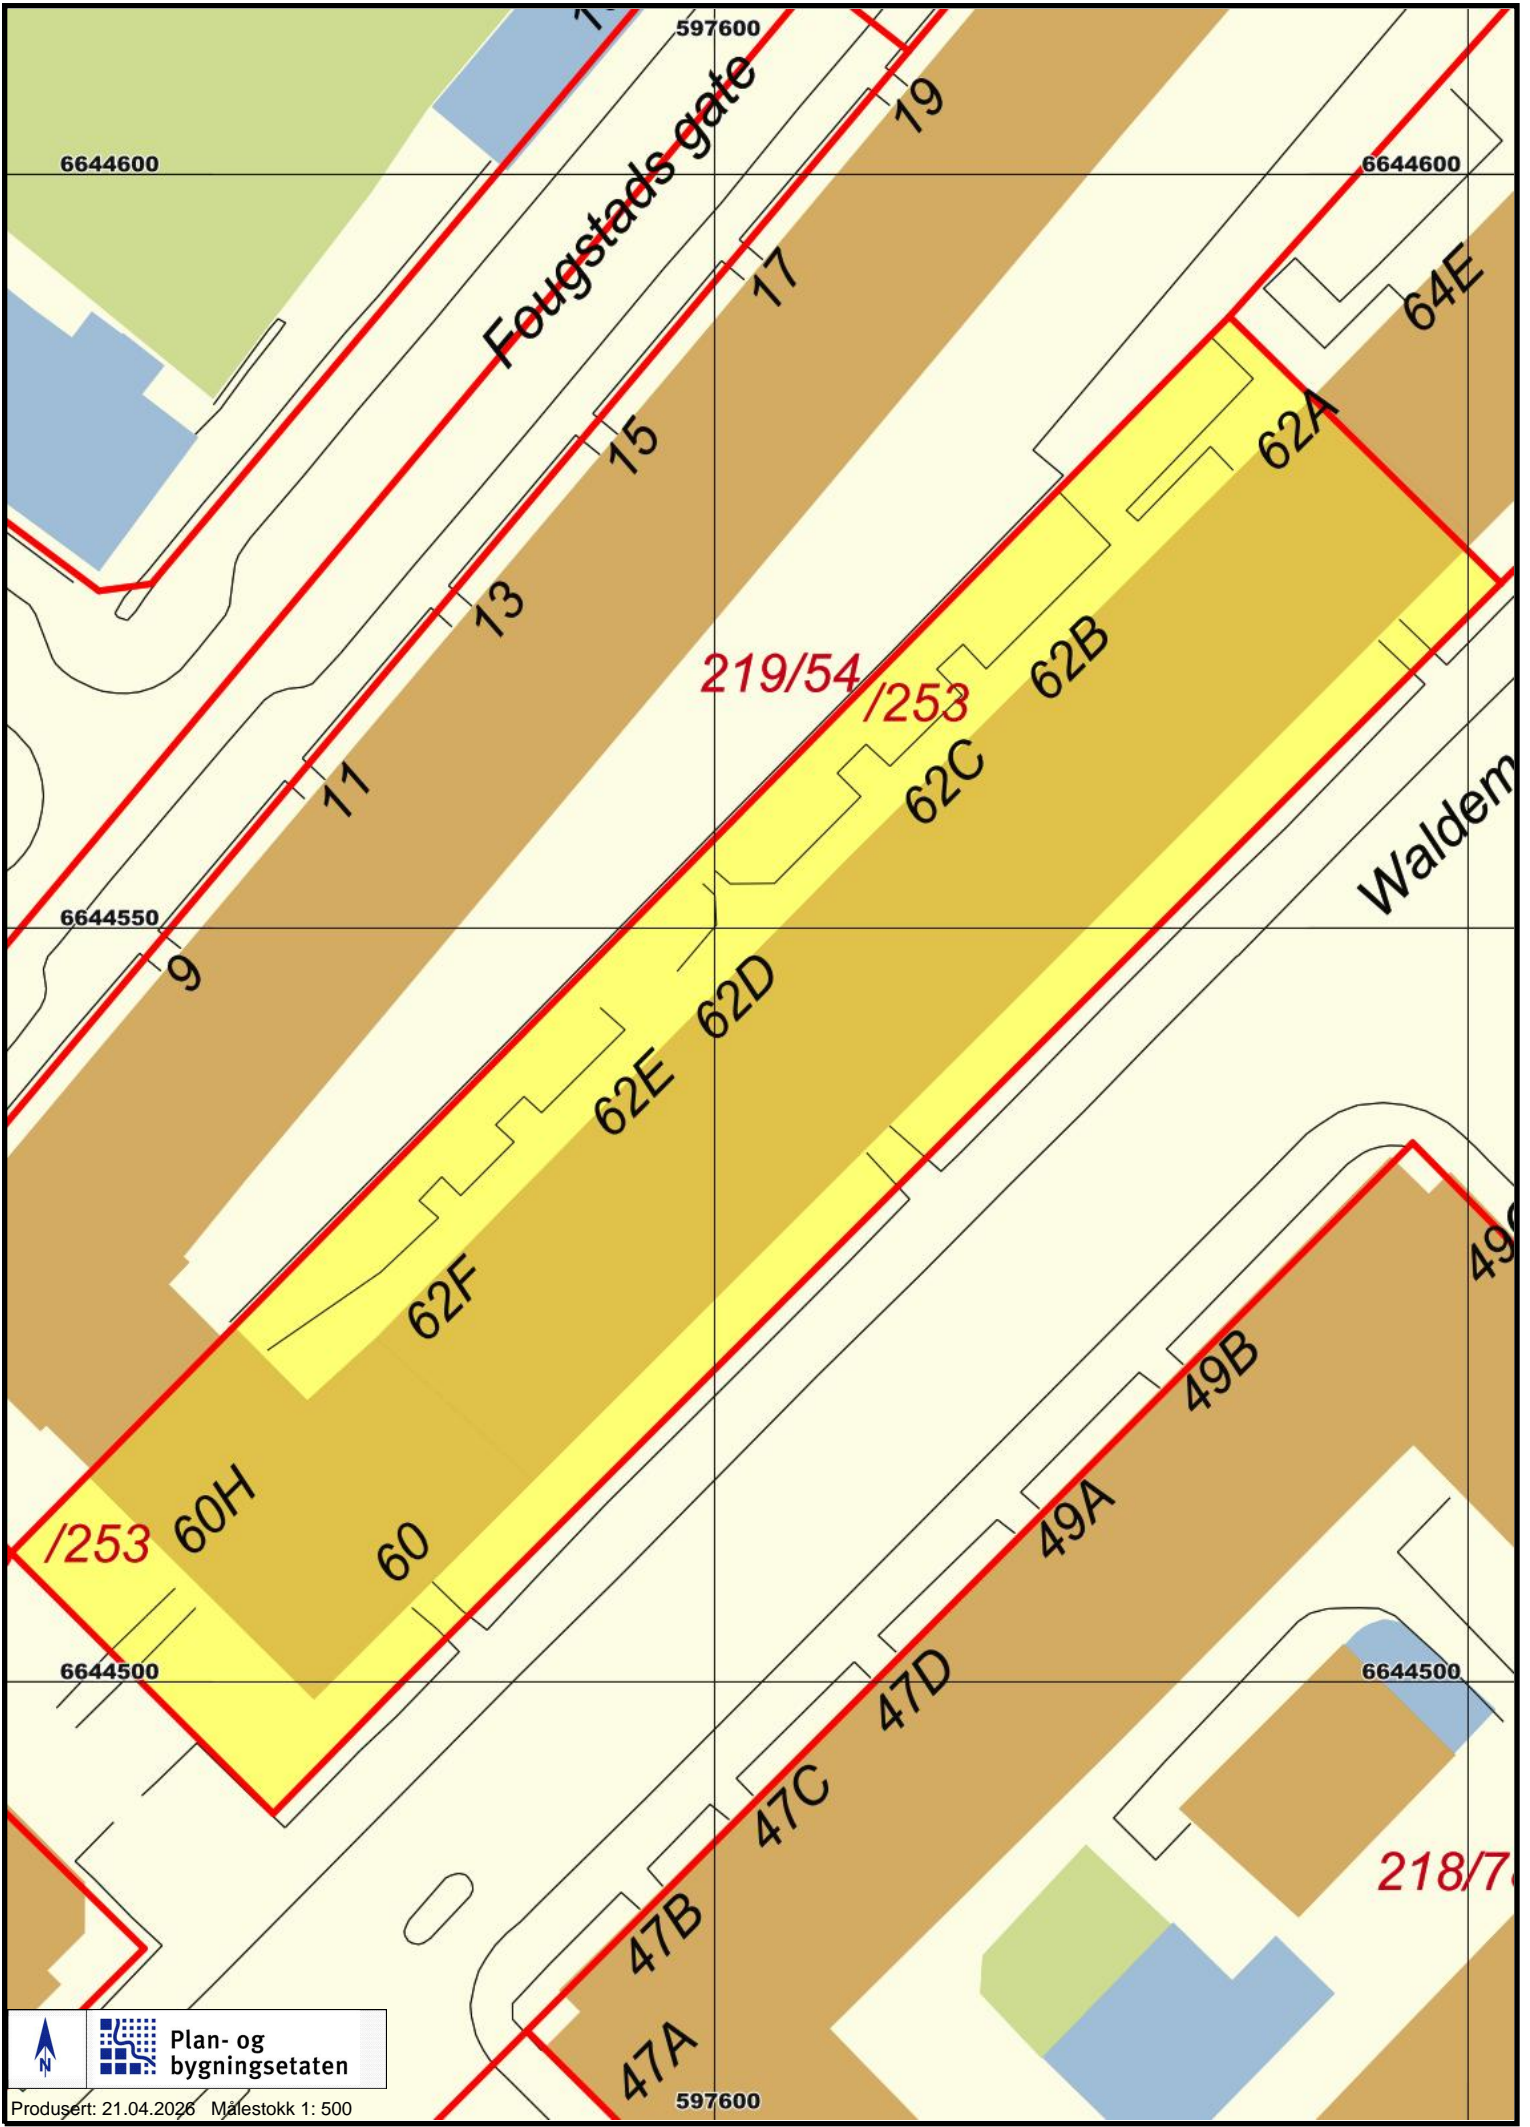 597600
19
6644600
6644600
Fougstads gate
17
64E
62A
15
13
62B
219/54
/253
11
62C
Waldem
6644550
9
62D
62E
62F
49B
49A
60H
/253
60
6644500
6644500
47D
47C
218/7
47B
47A
Plan- og
bygningsetaten
N
597600
Produsert: 21.04.2026 Målestokk 1: 500